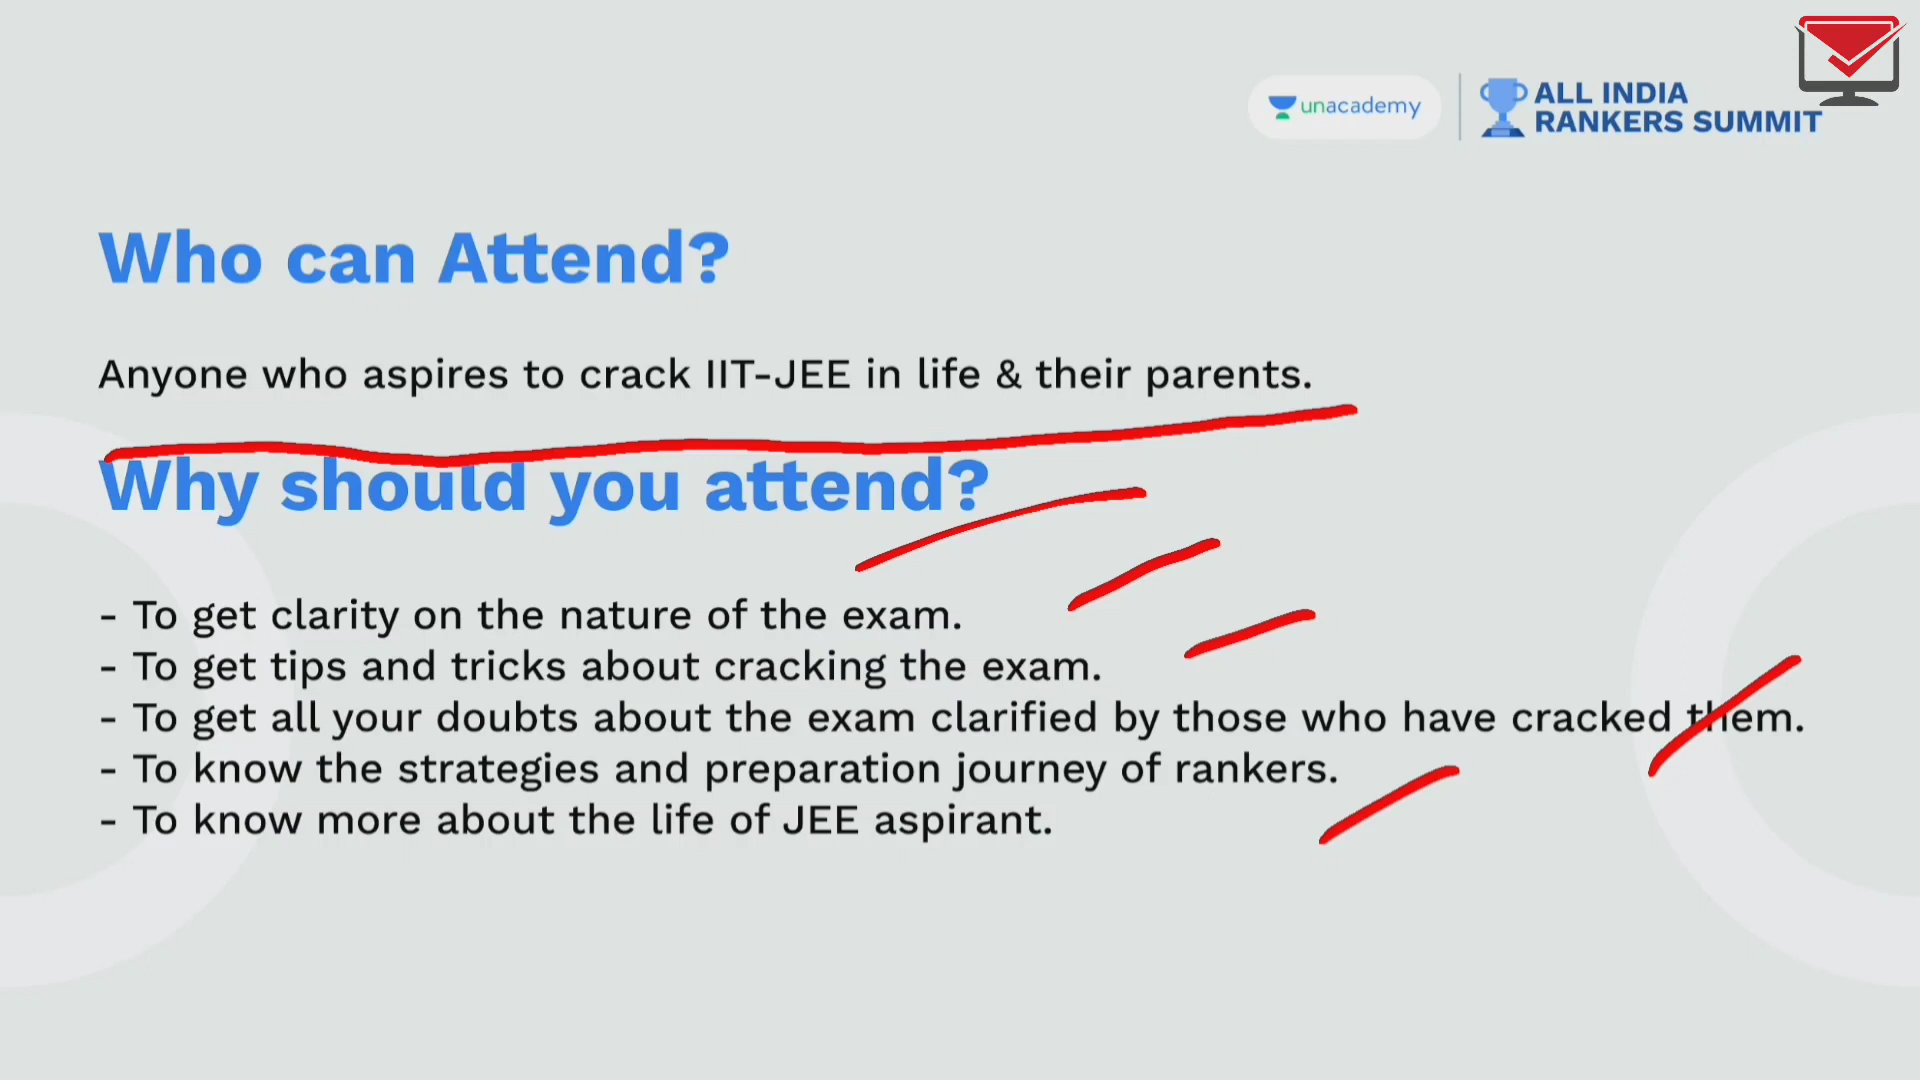 unacademy
ALL INDIA
RANKERS SUMMIT
Who can Attend?
Anyone who aspires to crack IIT-JEE in life & their parents.
Why should you attend?
- To get clarity on the nature of the exam.
- To get tips and tricks about cracking the exam.
- To get all your doubts about the exam clarified by those who have cracked them.
- To know the strategies and preparation journey of rankers.
- To know more about the life of JEE aspirant.